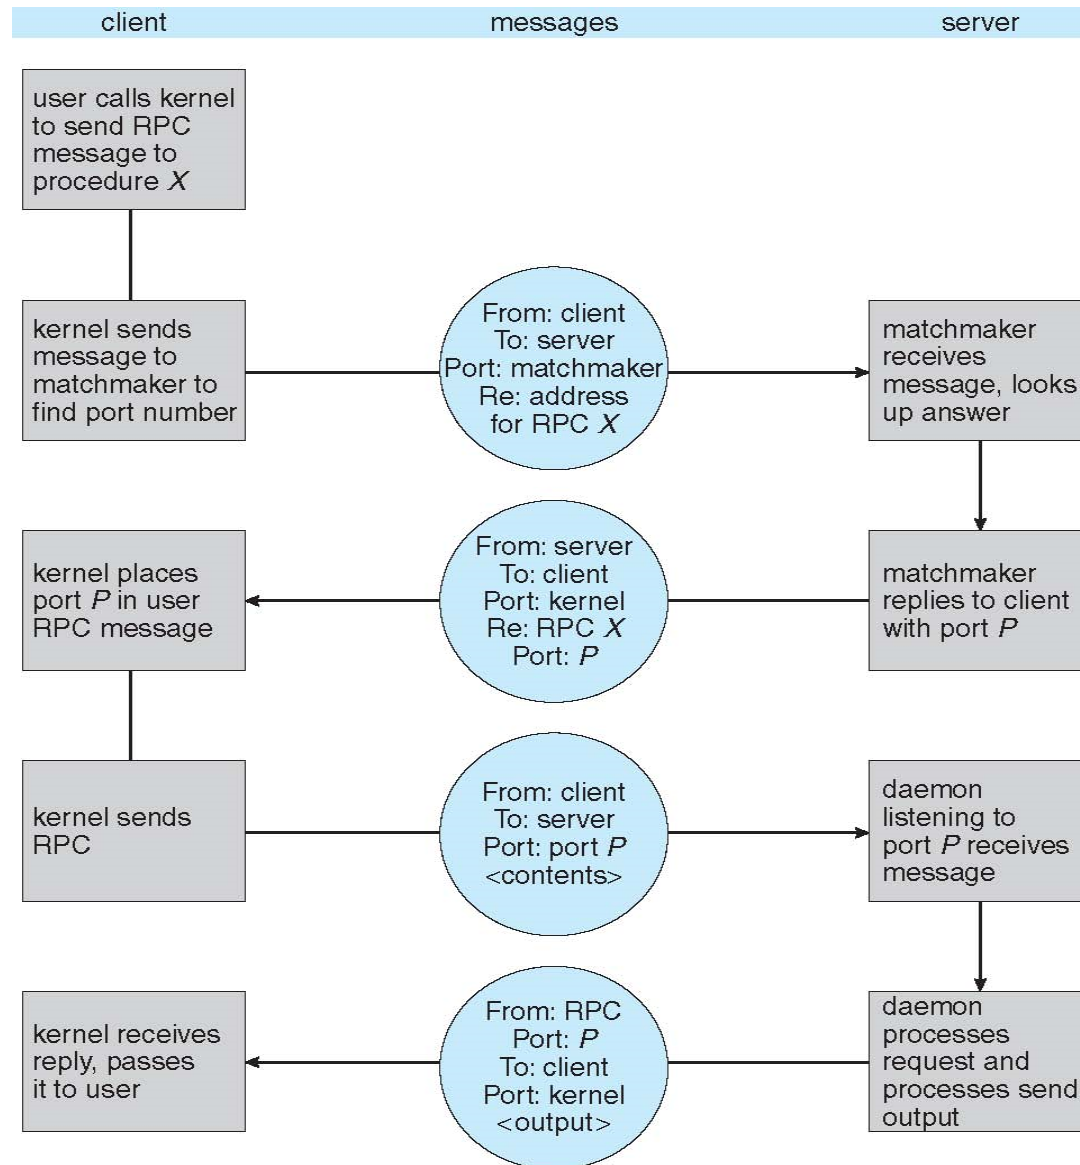 client
messages
server
user calls kernel
to send RPC
message to
procedure X
kernel sends
message to
matchmaker to
find port number
From: client
To: server
Port: matchmaker
Re: address
for RPC X
matchmaker
receives
message, looks
up answer
kernel places
port P in user
RPC message
From: server
To: client
Port: kernel
Re: RPC X
Port: P
matchmaker
replies to client
with port P
kernel sends
RPC
From: client
To: server
Port: port P
<contents>
daemon
listening to
port P receives
message
kernel receives
reply, passes
it to user
From: RPC
Port: P
To: client
Port: kernel
<output>
daemon
processes
request and
processes send
output